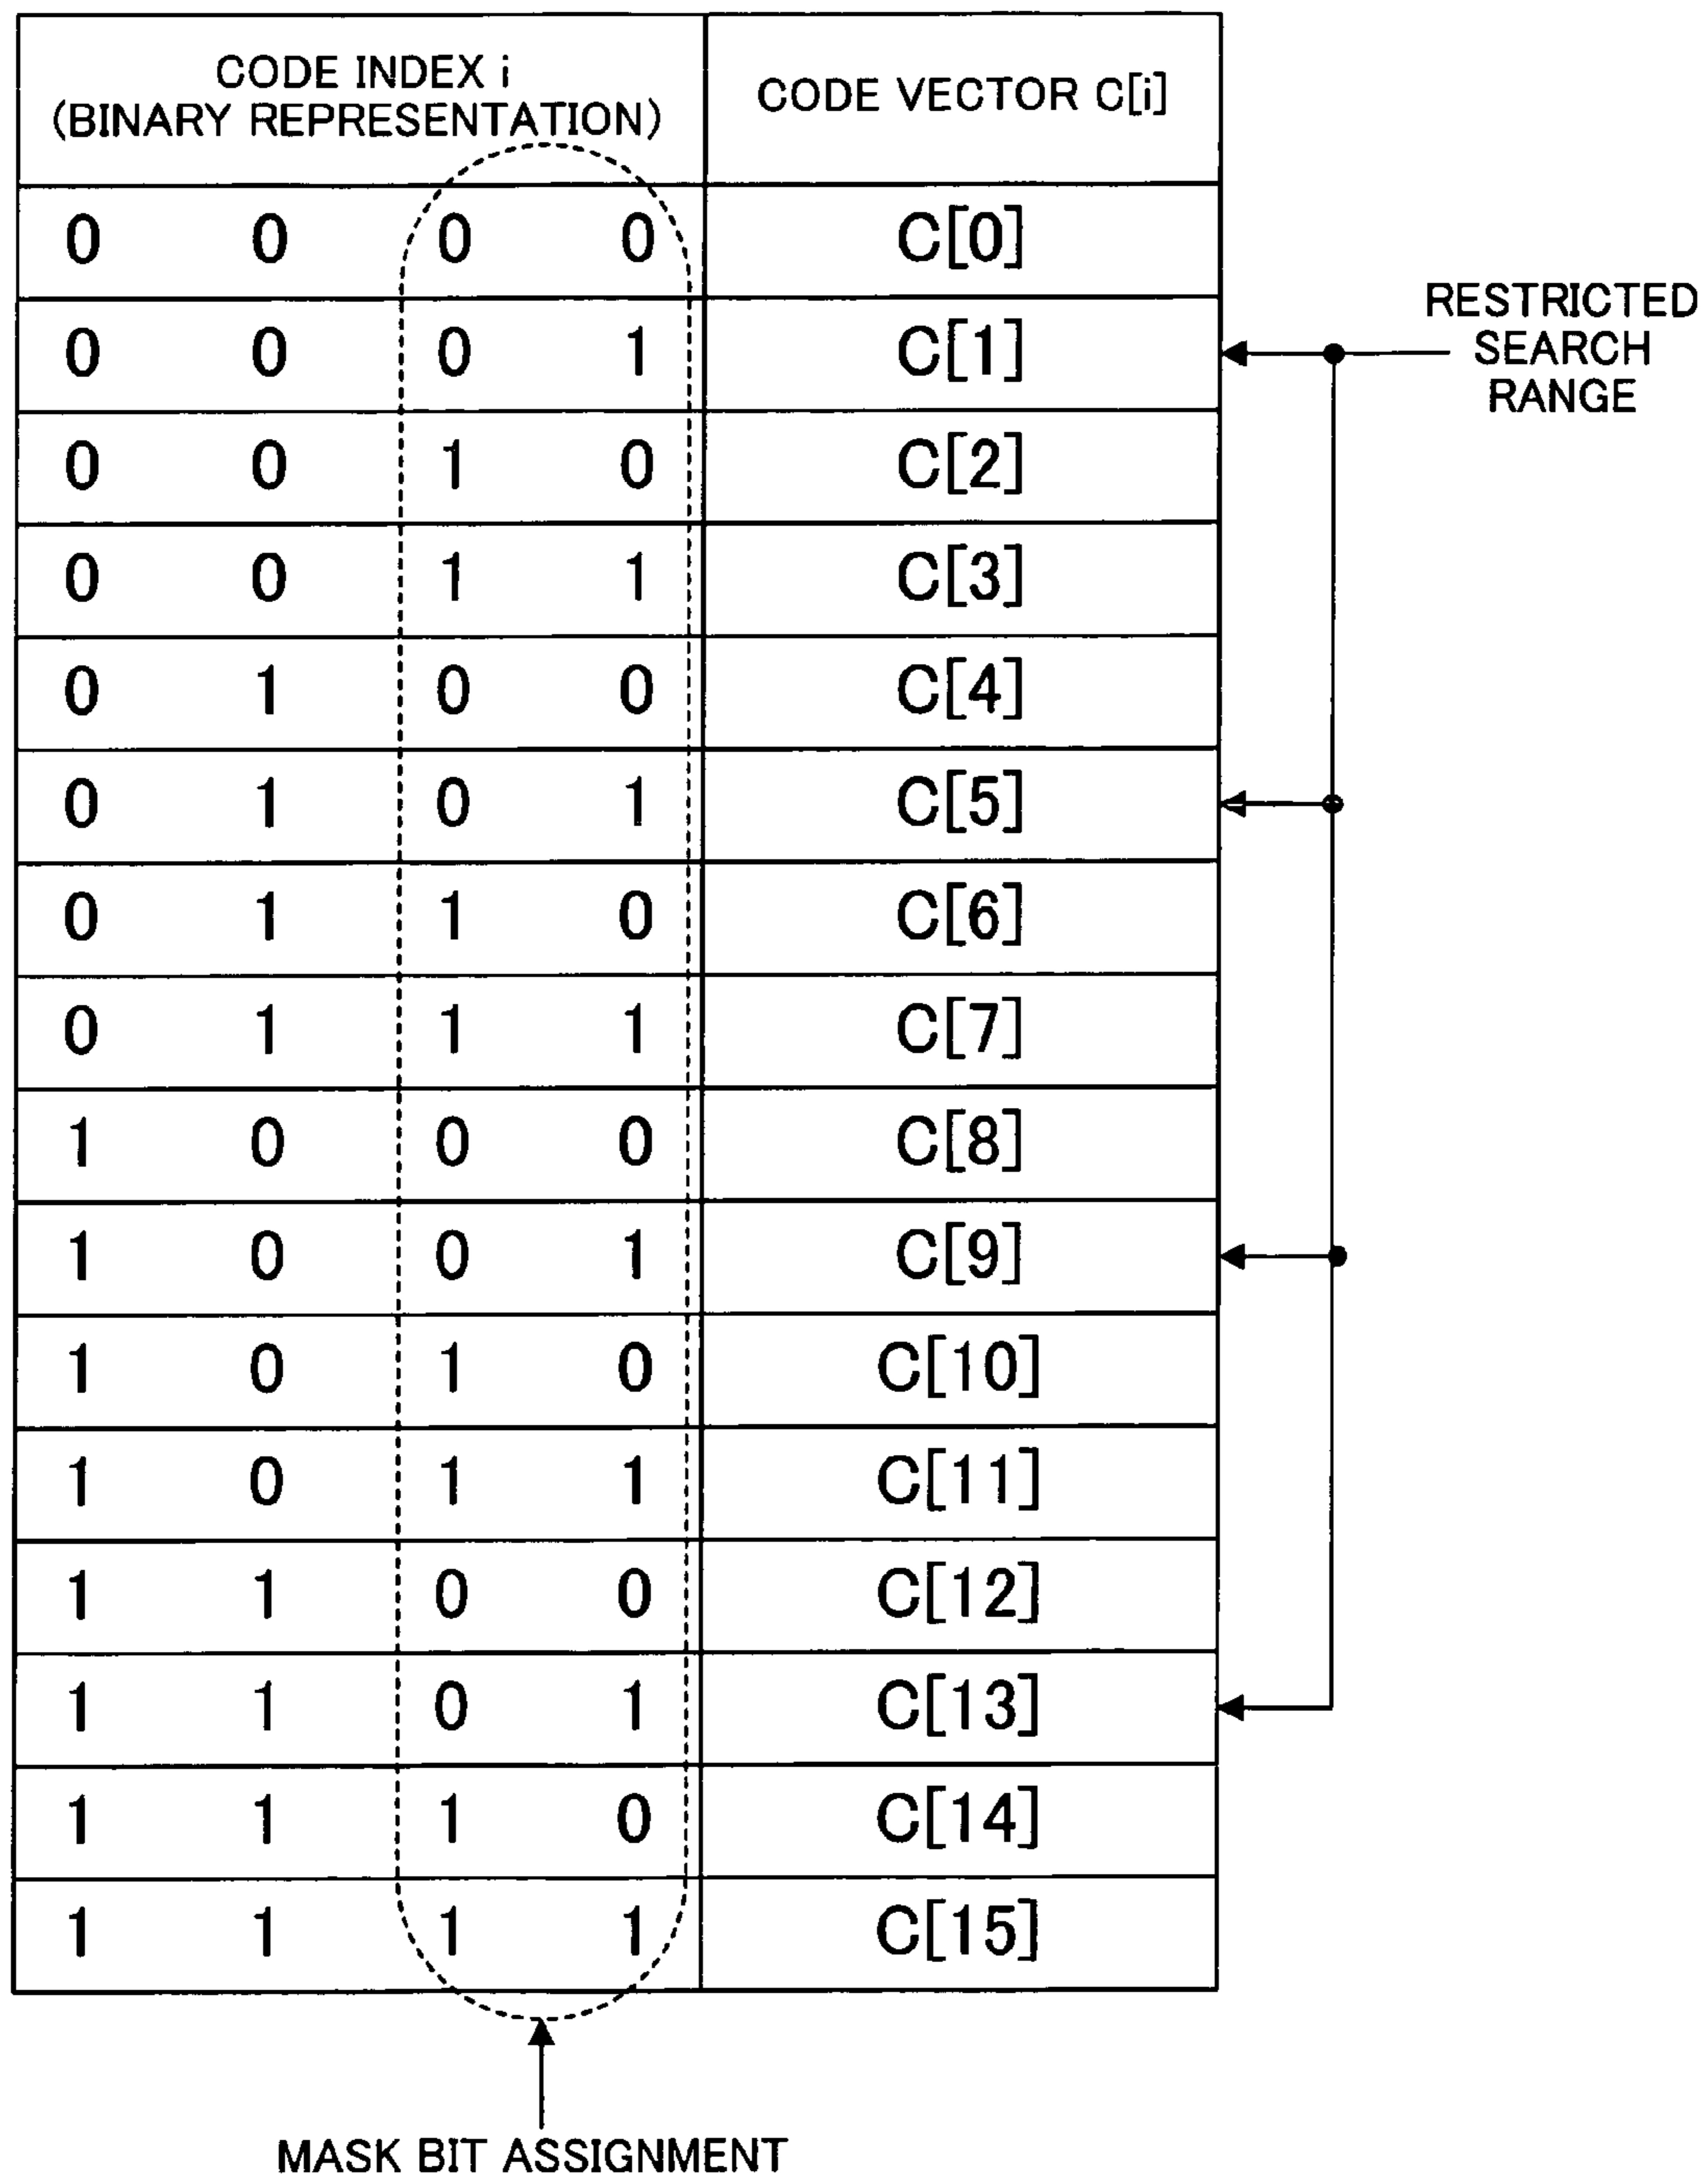 CODE INDEX i
(BINARY REPRESENTATION)
CODE VECTOR C[i]
0 0 0 0 C[0]
0 0 0 1 C[1]
RESTRICTED
SEARCH
RANGE
0 0 1 0 C[2]
0 0 1 1 C[3]
0 1 0 0 C[4]
0 1 0 1 C[5]
0 1 1 0 C[6]
0 1 1 1 C[7]
1 0 0 0 C[8]
1 0 0 1 C[9]
1 0 1 0 C[10]
1 0 1 1 C[11]
1 1 0 0 C[12]
1 1 0 1 C[13]
1 1 1 0 C[14]
1 1 1 1 C[15]
MASK BIT ASSIGNMENT